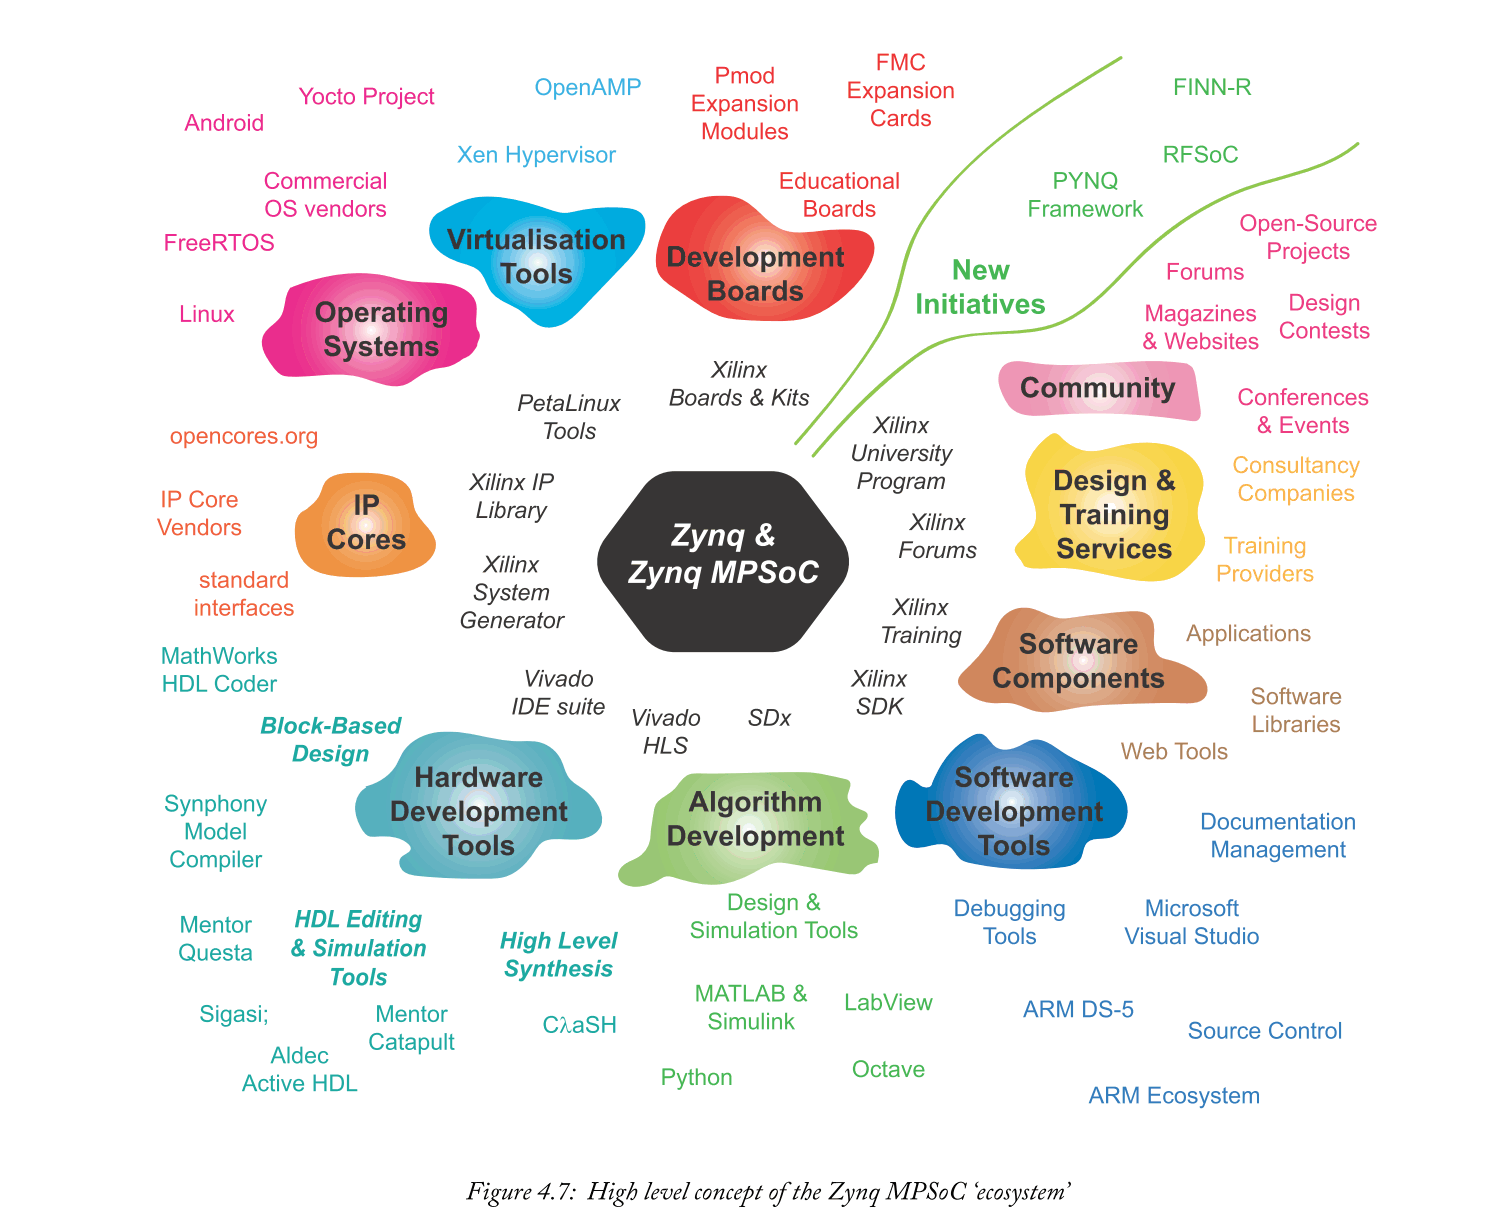 Yocto Project
Android
Commercial
OS vendors
FreeRTOS
Linux
Operating
Systems
OpenAMP
Xen Hypervisor
Virtualisation
Tools
Pmod
Expansion
Modules
FMC
Expansion
Cards
Educational
Boards
Development
Boards
FINN-R
RFSoC
PYNQ
Framework
New
Initiatives
Open-Source
Projects
Forums
Magazines
& Websites
Design
Contests
Community
Conferences
& Events
Xilinx
Boards & Kits
PetaLinux
Tools
Xilinx IP
Library
Xilinx
System
Generator
Vivado
IDE suite
Vivado
HLS
SDx
Xilinx
SDK
Xilinx
Training
Xilinx
Forums
Xilinx
University
Program
Zynq &
Zynq MPSoC
opencores.org
IP Core
Vendors
IP
Cores
standard
interfaces
Design &
Training
Services
Consultancy
Companies
Training
Providers
Software
Components
Applications
Software
Libraries
Web Tools
MathWorks
HDL Coder
Block-Based
Design
Hardware
Development
Tools
Synphony
Model
Compiler
Mentor
Questa
HDL Editing
& Simulation
Tools
High Level
Synthesis
Sigasi;
Mentor
Catapult
CλaSH
Aldec
Active HDL
Algorithm
Development
Design &
Simulation Tools
MATLAB &
Simulink
LabView
Python
Octave
Software
Development
Tools
Documentation
Management
Debugging
Tools
Microsoft
Visual Studio
ARM DS-5
Source Control
ARM Ecosystem
Figure 4.7: High level concept of the Zynq MPSoC ‘ecosystem’